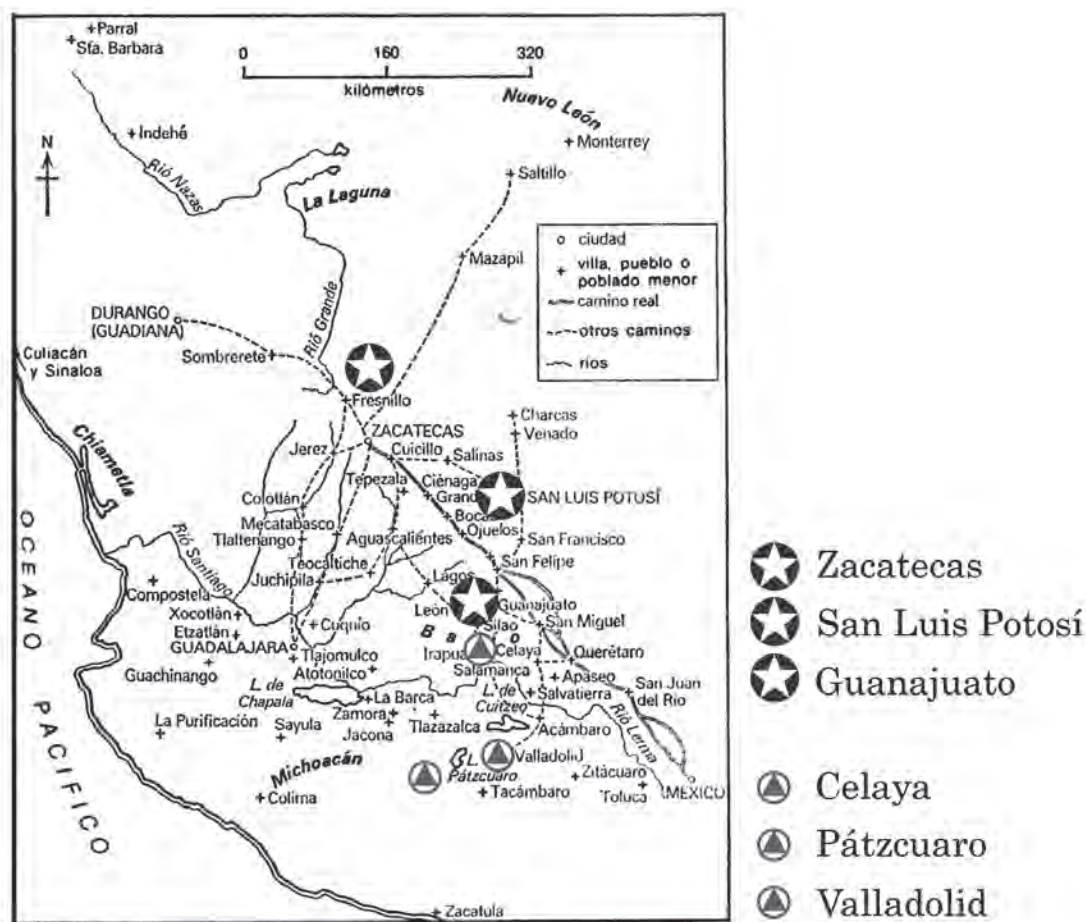 Parral
Sta. Barbara
0 160 320
kilómetros
Nuevo León
Monterrey
N
Indehé
Río Nazas
Saltillo
La Laguna
ciudad
villa, pueblo o
poblado menor
camino real
otros caminos
ríos
Mazapil
DURANGO
(GUADIANA)
Río Grande
Sombrerete
Culiacán
y Sinaloa
Fresnillo
Charcas
Venado
ZACATECAS
Jerez
Cuicillo
Salinas
Chiametla
Tepezala
Ciénaga
Grand
SAN LUIS POTOSÍ
Colotlán
Bocas
Mecatabasco
Ojuelos
Tlaltenango
Aguascalientes
San Francisco
Río Santiago
Teocaltiche
San Felipe
Juchipila
Lagos
Compostela
León
Guanajuato
Xocotlán
Cuquio
Silao
San Miguel
Etzatlán
Ba o
GUADALAJARA
Irapua
Celaya
Querétaro
Tlajomulco
Salamanca
Guachinango
Atotonilco
Apaseo
L. de
Chapala
La Barca
L. de
Cuitzeo
Salvatierra
San Juan
del Río
La Purificación
Sayula
Zamora
Tlazazalca
Acámbaro
Río Lerma
Jacona
Michoacán
L.
Pátzcuaro
Valladolid
Zitácuaro
Colima
Tacámbaro
Toluca
MEXICO
OCEANO PACIFICO
Zacatula
Zacatecas
San Luis Potosí
Guanajuato
Celaya
Pátzcuaro
Valladolid